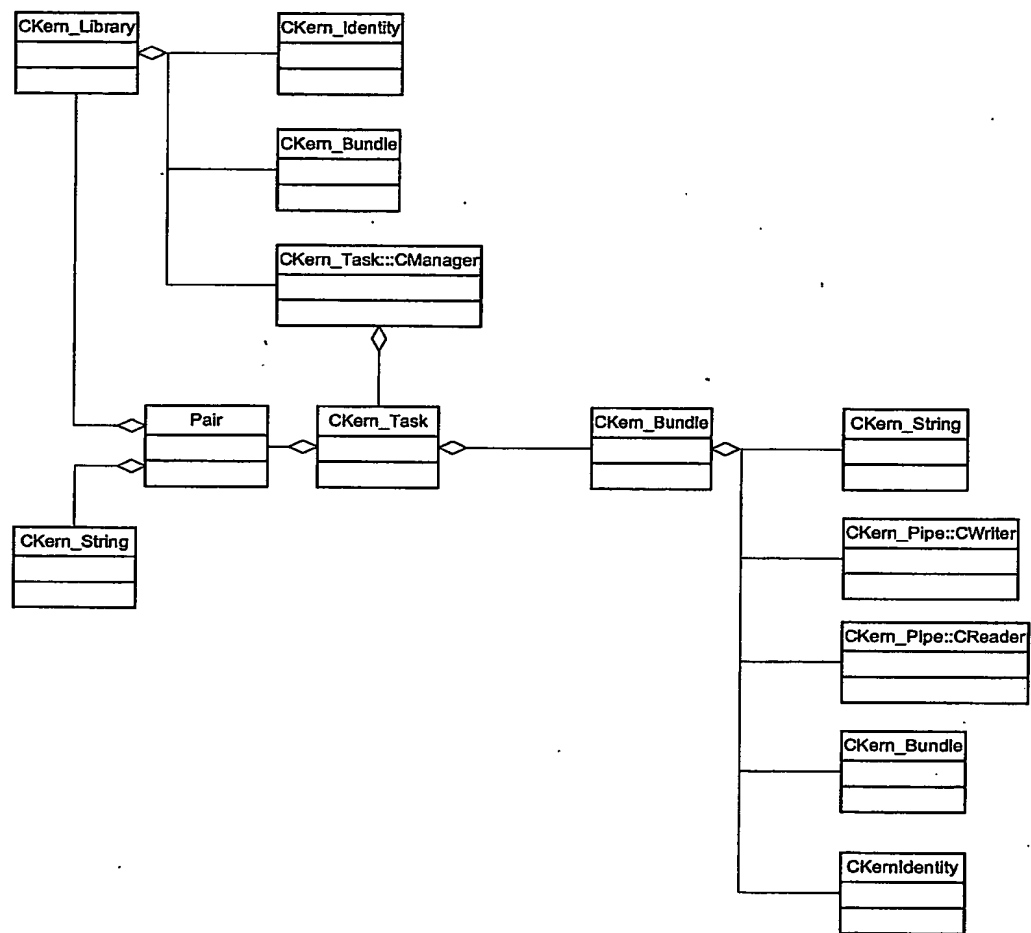 CKern_Library
CKern_Identity
CKern_Bundle
CKern_Task:::CManager
Pair
CKern_Task
CKern_Bundle
CKern_String
CKern_String
CKern_Pipe::CWriter
CKern_Pipe::CReader
CKern_Bundle
CKernIdentity